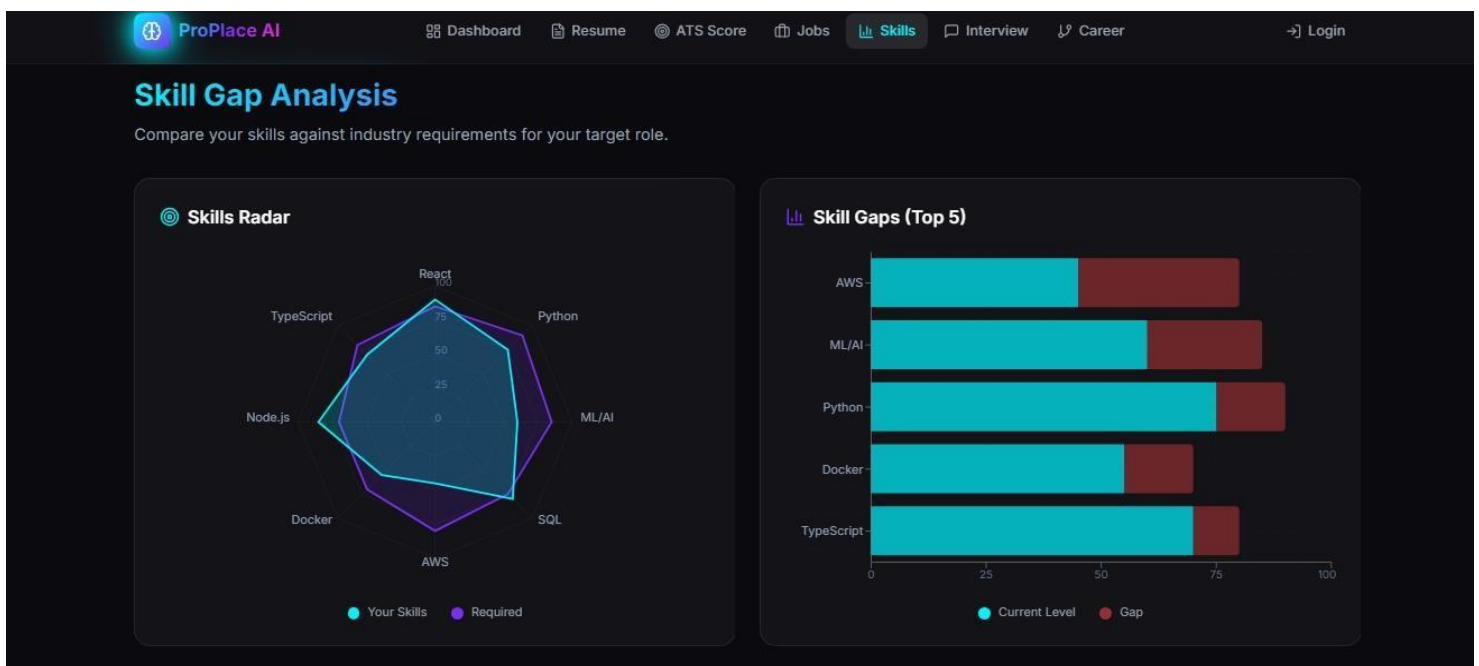 ProPlace AI Dashboard Resume ATS Score Jobs Skills Interview Career Login
Skill Gap Analysis
Compare your skills against industry requirements for your target role.
Skills Radar
React
100
TypeScript
75
Python
50
25
Node.js
0
ML/AI
Docker
SQL
AWS
Your Skills Required
Skill Gaps (Top 5)
AWS
ML/AI
Python
Docker
TypeScript
0 25 50 75 100
Current Level Gap